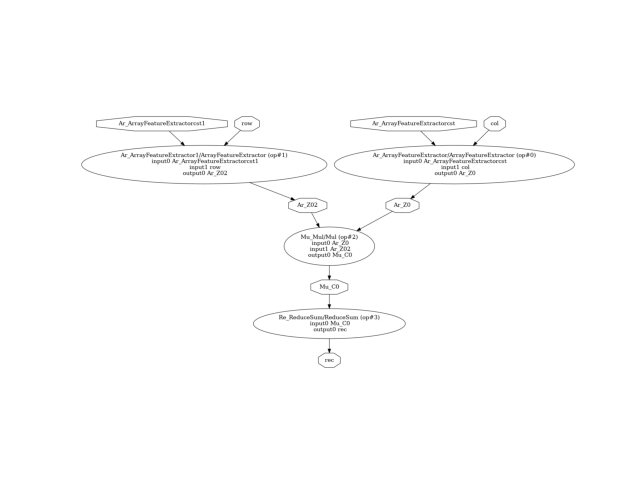 Ar_ArrayFeatureExtractorcst1
row
Ar_ArrayFeatureExtractorcst
col
Ar_ArrayFeatureExtractor1/ArrayFeatureExtractor (op#1)
input0 Ar_ArrayFeatureExtractorcst1
input1 row
output0 Ar_Z02
Ar_ArrayFeatureExtractor/ArrayFeatureExtractor (op#0)
input0 Ar_ArrayFeatureExtractorcst
input1 col
output0 Ar_Z0
Ar_Z02
Ar_Z0
Mu_Mul/Mul (op#2)
input0 Ar_Z0
input1 Ar_Z02
output0 Mu_C0
Mu_C0
Re_ReduceSum/ReduceSum (op#3)
input0 Mu_C0
output0 rec
rec